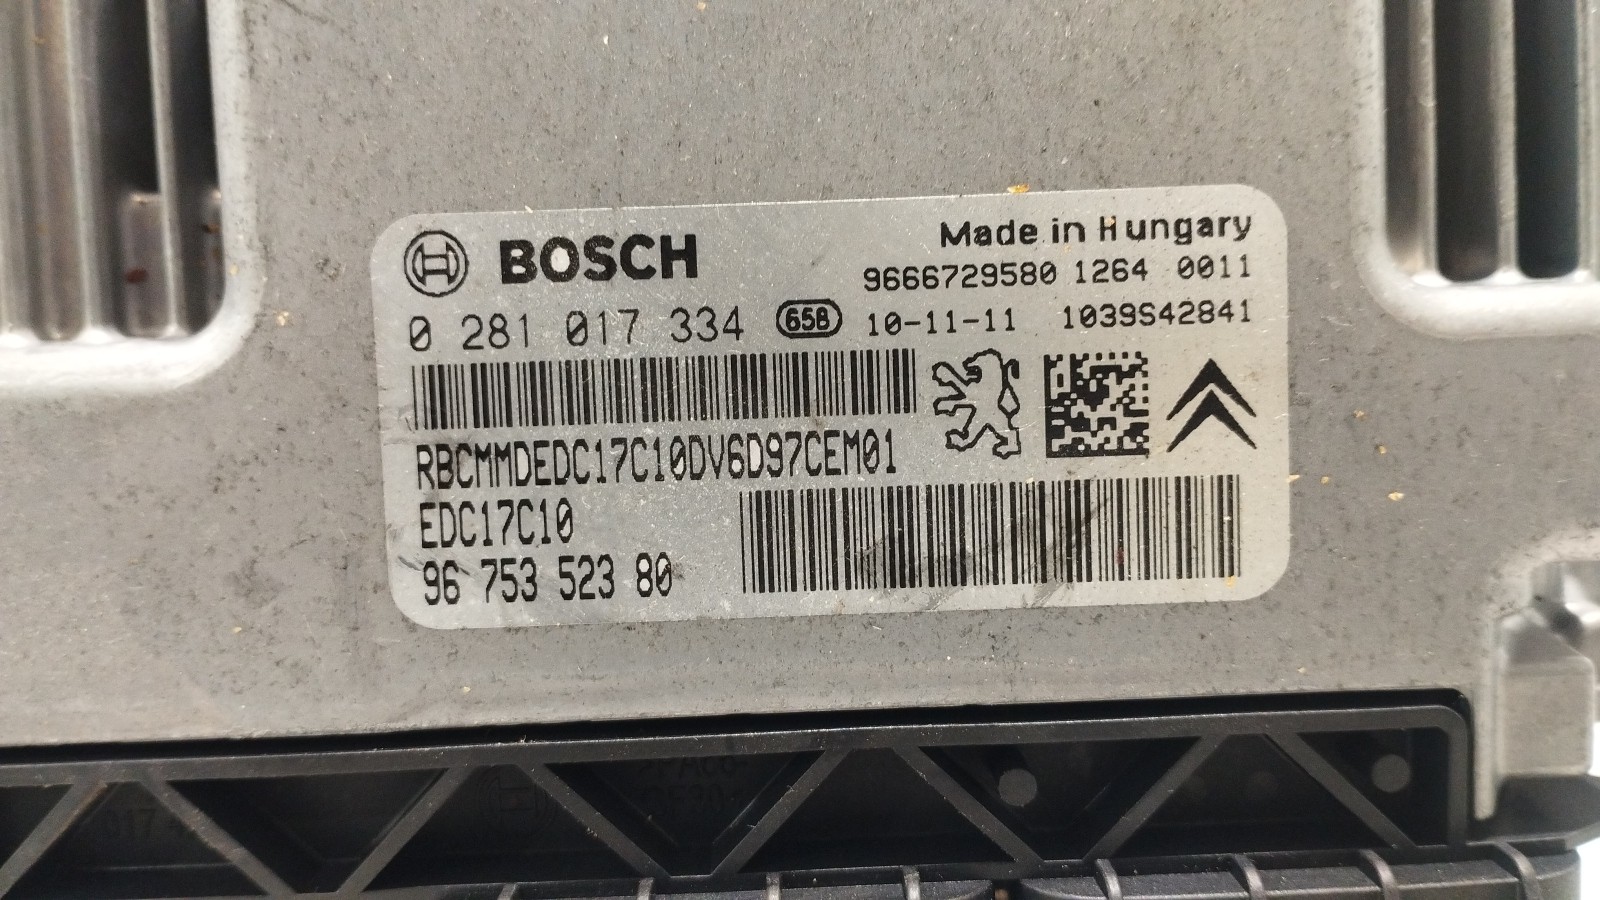 BOSCH
Made in Hungary
9666729580 1264 0011
0 281 017 334 658 10-11-11 1039S42841
RBCMMDEDC17C10DV6D97CEM01
EDC17C10
96 753 523 80